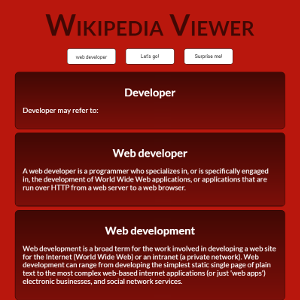 Wikipedia Viewer
web developer Let's go! Surprise me!
Developer
Developer may refer to:
Web developer
A web developer is a programmer who specializes in, or is specifically engaged
in, the development of World Wide Web applications, or applications that are
run over HTTP from a web server to a web browser.
Web development
Web development is a broad term for the work involved in developing a web site
for the Internet (World Wide Web) or an intranet (a private network). Web
development can range from developing the simplest static single page of plain
text to the most complex web-based internet applications (or just 'web apps')
electronic businesses, and social network services.